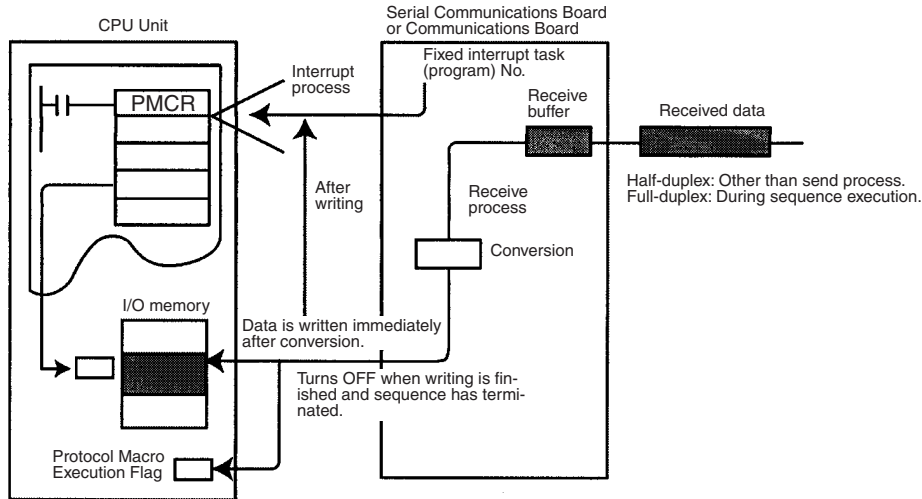 CPU Unit
Serial Communications Board
or Communications Board
Fixed interrupt task
(program) No.
Interrupt
process
PMCR
Receive
buffer
Received data
Half-duplex: Other than send process.
Full-duplex: During sequence execution.
After
writing
Receive
process
Conversion
I/O memory
Data is written immediately
after conversion.
Turns OFF when writing is fin-
ished and sequence has termi-
nated.
Protocol Macro
Execution Flag